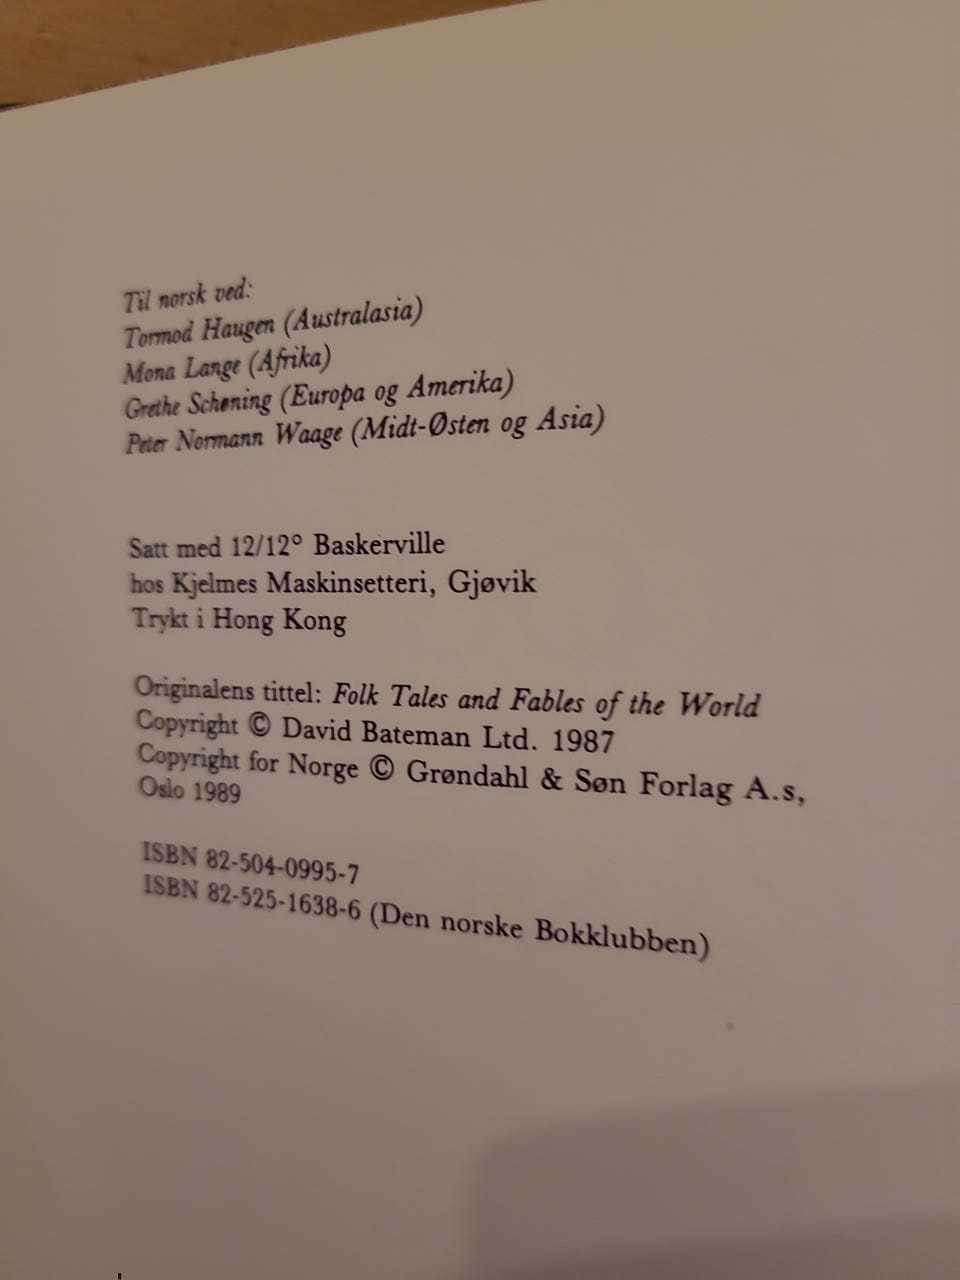 Til norsk ved:
Tormod Haugen (Australasia)
Mona Lange (Afrika)
Grethe Schøning (Europa og Amerika)
Peter Normann Waage (Midt-Østen og Asia)
Satt med 12/12° Baskerville
hos Kjelmes Maskinsetteri, Gjøvik
Trykt i Hong Kong
Originalens tittel: Folk Tales and Fables of the World
Copyright © David Bateman Ltd. 1987
Copyright for Norge © Grøndahl & Søn Forlag A.s,
Oslo 1989
ISBN 82-504-0995-7
ISBN 82-525-1638-6 (Den norske Bokklubben)